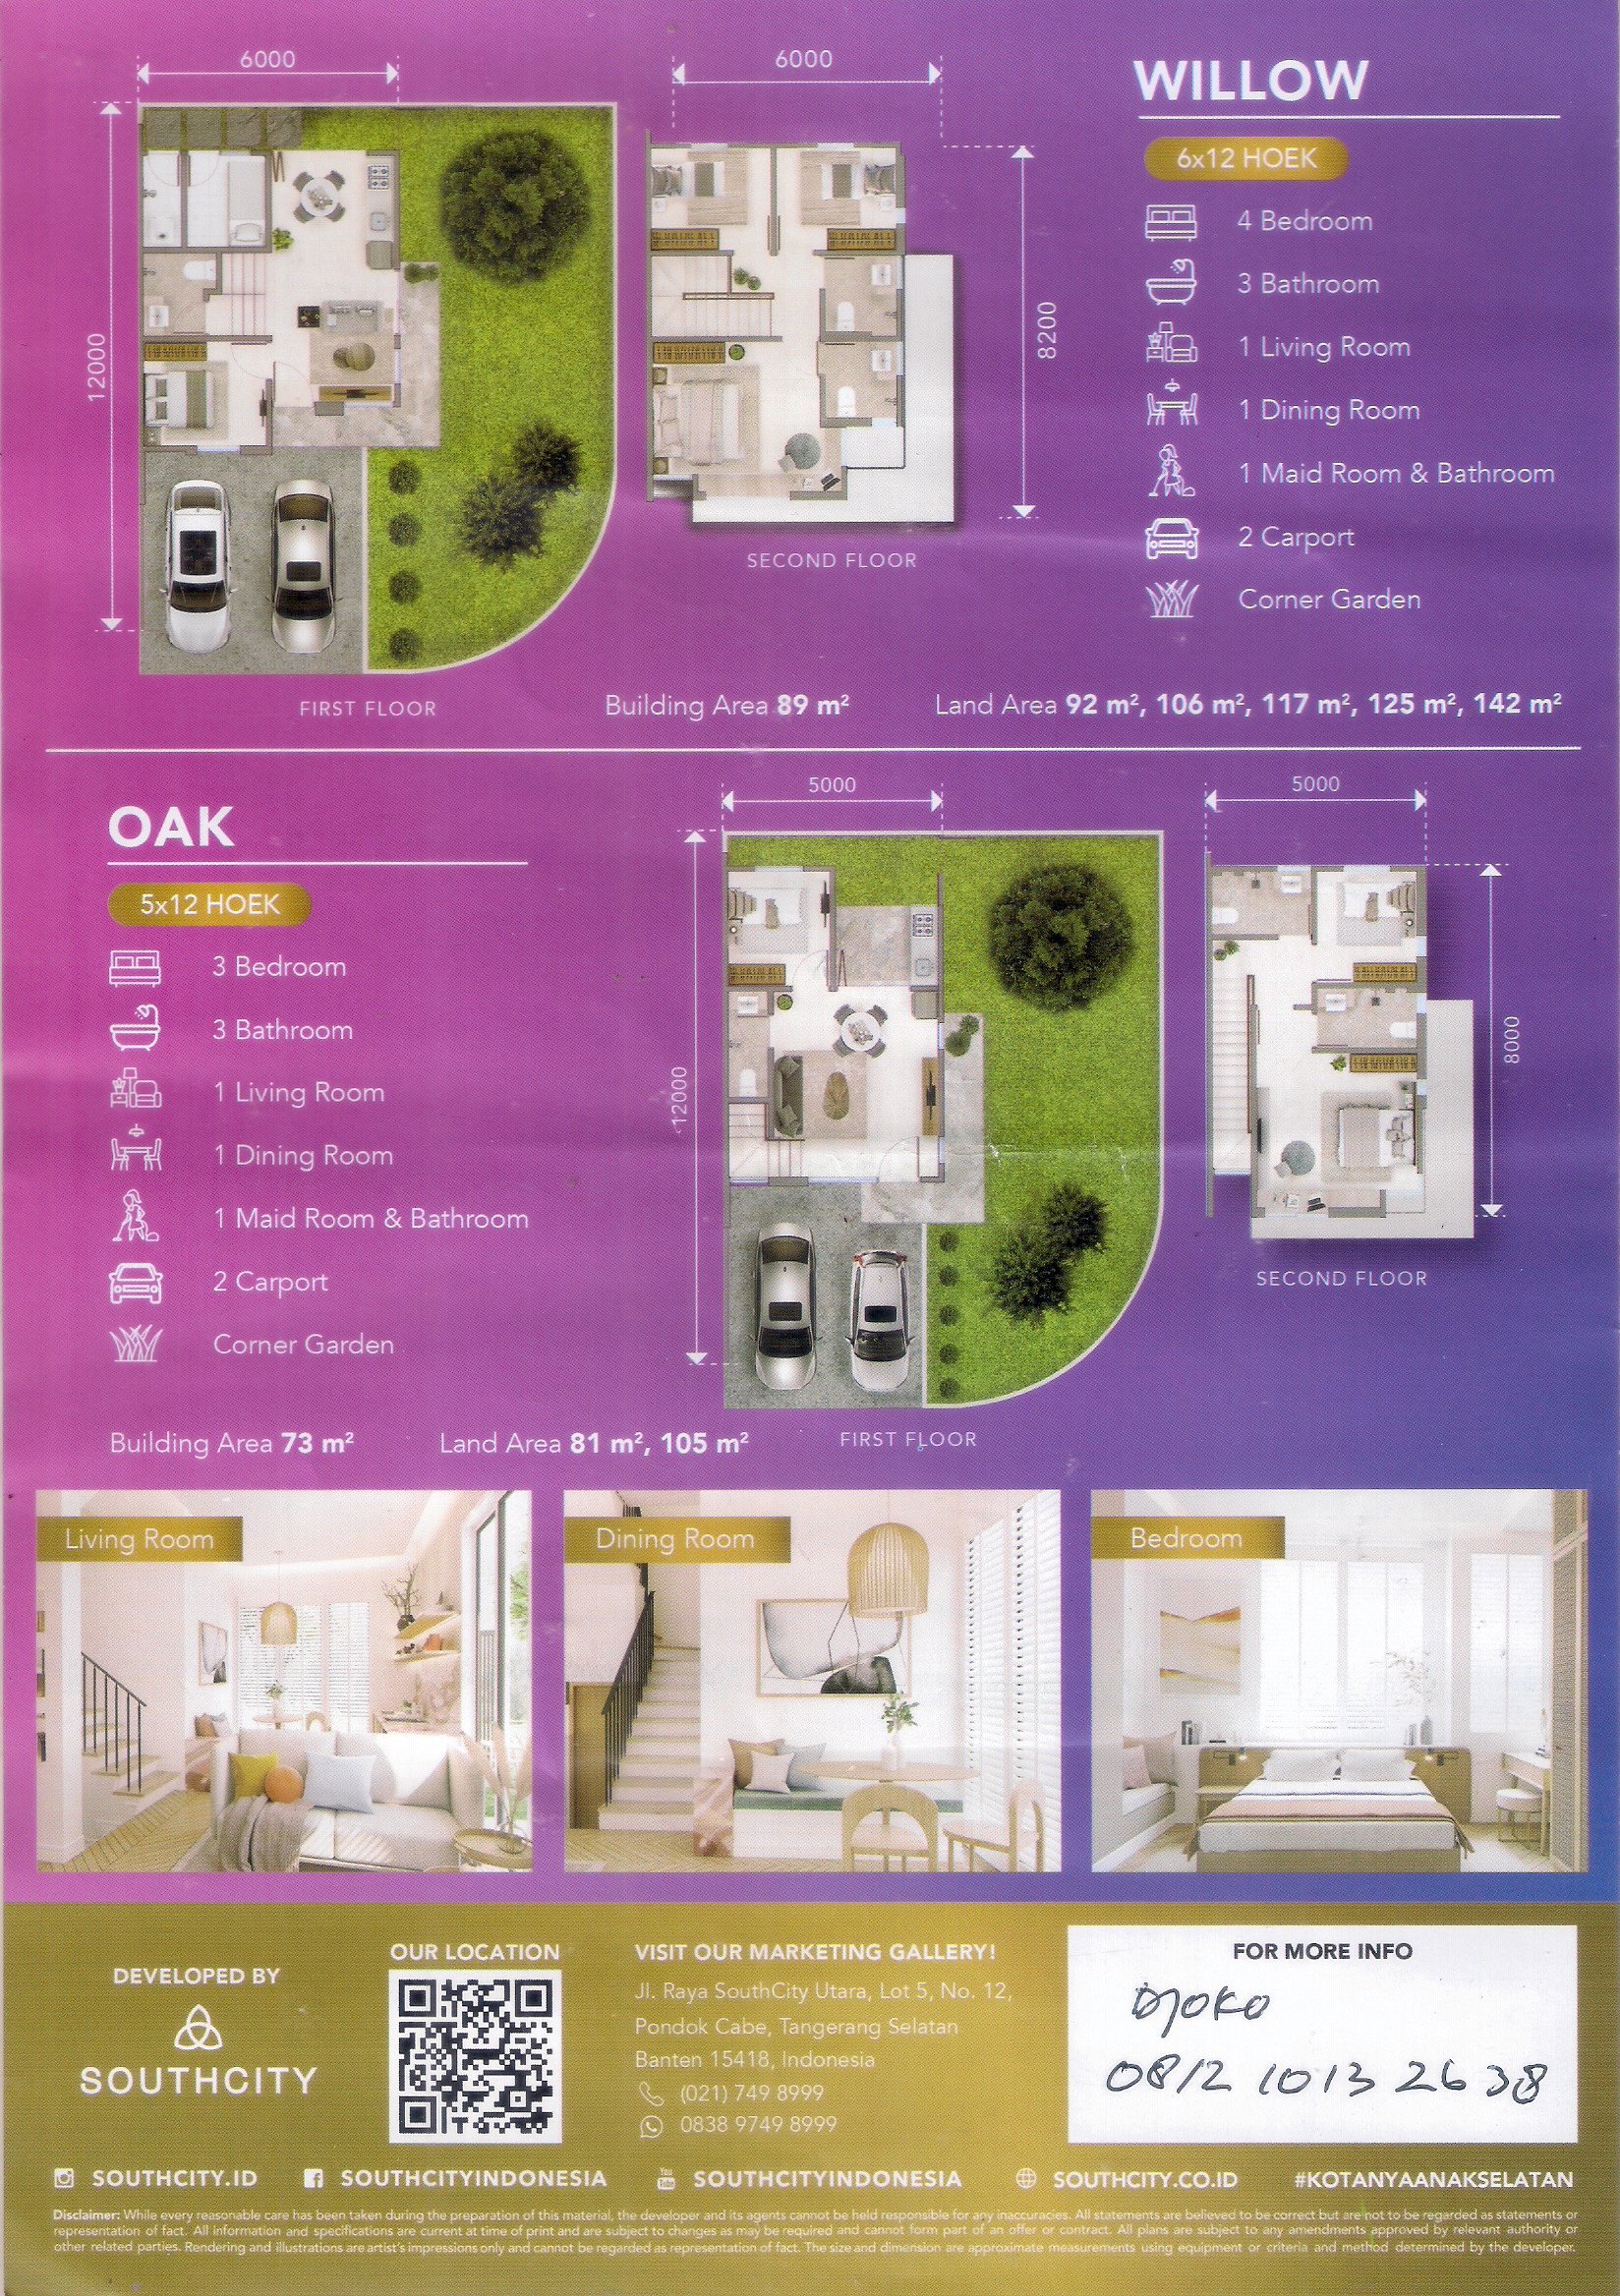 6000
6000
12000
8200
WILLOW
6x12 HOEK
4 Bedroom
3 Bathroom
1 Living Room
1 Dining Room
1 Maid Room & Bathroom
2 Carport
Corner Garden
SECOND FLOOR
FIRST FLOOR
Building Area 89 m²
Land Area 92 m², 106 m², 117 m², 125 m², 142 m²
OAK
5x12 HOEK
3 Bedroom
3 Bathroom
1 Living Room
1 Dining Room
1 Maid Room & Bathroom
2 Carport
Corner Garden
5000
5000
12000
8000
SECOND FLOOR
FIRST FLOOR
Building Area 73 m²
Land Area 81 m², 105 m²
Living Room
Dining Room
Bedroom
DEVELOPED BY
SOUTHCITY
OUR LOCATION
VISIT OUR MARKETING GALLERY!
Jl. Raya SouthCity Utara, Lot 5, No. 12,
Pondok Cabe, Tangerang Selatan
Banten 15418, Indonesia
(021) 749 8999
0838 9749 8999
FOR MORE INFO
Djoko
0812 1013 2638
SOUTHCITY.ID
SOUTHCITYINDONESIA
You Tube
SOUTHCITYINDONESIA
SOUTHCITY.CO.ID
#KOTANYAANAKSELATAN
Disclaimer: While every reasonable care has been taken during the preparation of this material, the developer and its agents cannot be held responsible for any inaccuracies. All statements are believed to be correct but are not to be regarded as statements or
representation of fact. All information and specifications are current at time of print and are subject to changes as may be required and cannot form part of an offer or contract. All plans are subject to any amendments approved by relevant authority or
other related parties. Rendering and illustrations are artist's impressions only and cannot be regarded as representation of fact. The size and dimension are approximate measurements using equipment or criteria and method determined by the developer.